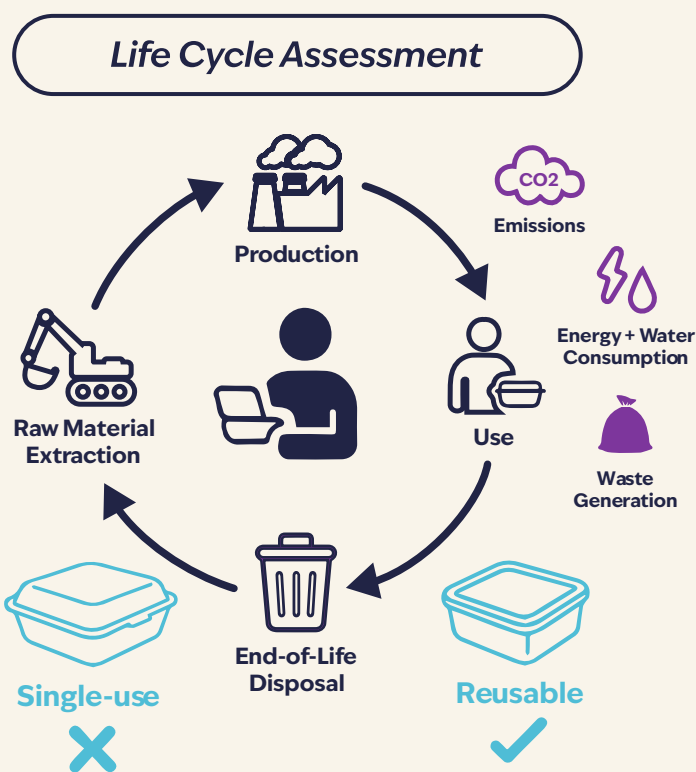 Life Cycle Assessment
Production
CO2
Emissions
Energy + Water
Consumption
Raw Material
Extraction
Use
Waste
Generation
End-of-Life
Disposal
Single-use
Reusable